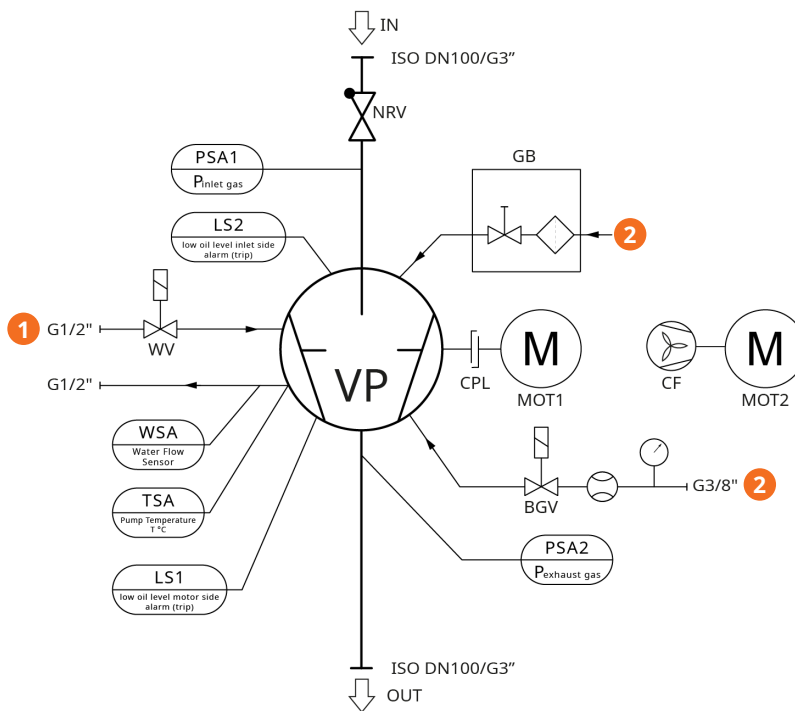 IN
ISO DN100/G3”
NRV
PSA1
Pinlet gas
GB
LS2
low oil level inlet side
alarm (trip)
2
1
G1/2"
WV
VP
M
CPL
MOT1
M
CF
MOT2
G1/2"
WSA
Water Flow
Sensor
TSA
Pump Temperature
T °C
G3/8"
2
BGV
PSA2
Pexhaust gas
LS1
low oil level motor side
alarm (trip)
ISO DN100/G3”
OUT